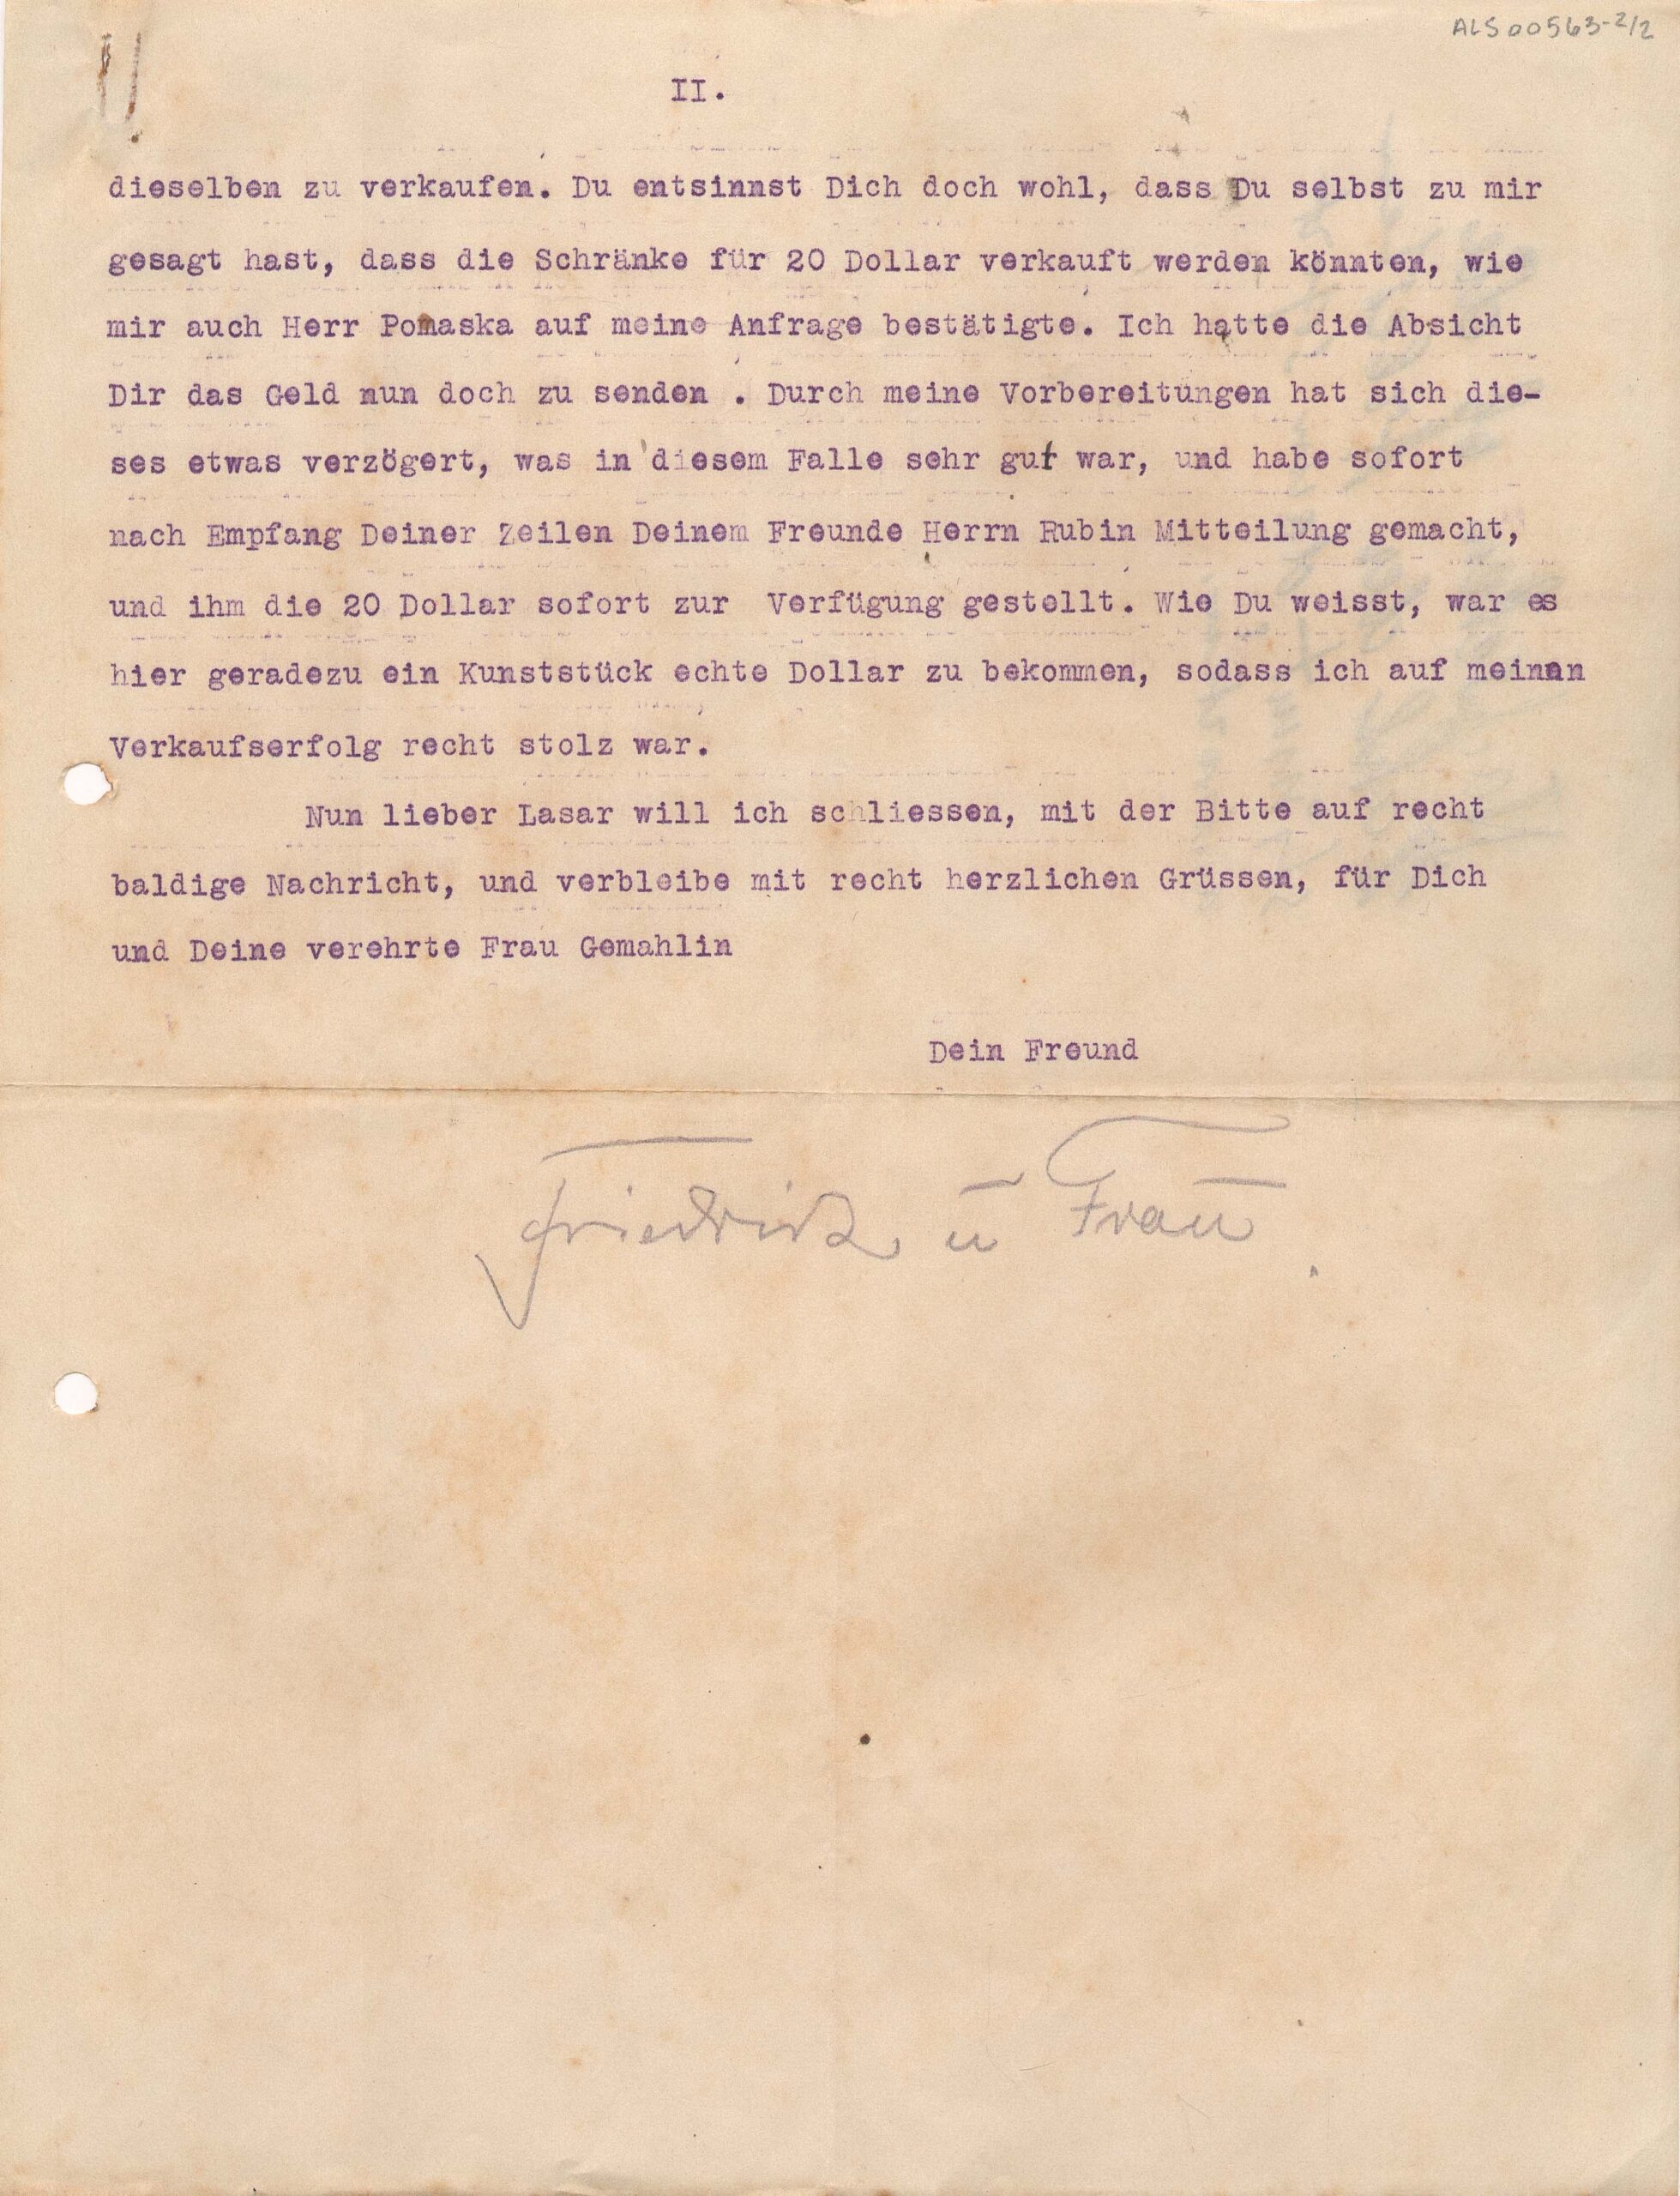 ALS 00563-2/2
II.
dieselben zu verkaufen. Du entsinnst Dich doch wohl, dass Du selbst zu mir
gesagt hast, dass die Schränke für 20 Dollar verkauft werden könnten, wie
mir auch Herr Pomaska auf meine Anfrage bestätigte. Ich hatte die Absicht
Dir das Geld nun doch zu senden . Durch meine Vorbereitungen hat sich die-
ses etwas verzögert, was in diesem Falle sehr gut war, und habe sofort
nach Empfang Deiner Zeilen Deinem Freunde Herrn Rubin Mitteilung gemacht,
und ihm die 20 Dollar sofort zur Verfügung gestellt. Wie Du weisst, war es
hier geradezu ein Kunststück echte Dollar zu bekommen, sodass ich auf meinnn
Verkaufserfolg recht stolz war.
Nun lieber Lasar will ich schliessen, mit der Bitte auf recht
baldige Nachricht, und verbleibe mit recht herzlichen Grüssen, für Dich
und Deine verehrte Frau Gemahlin
Dein Freund
Friedrich u Frau.